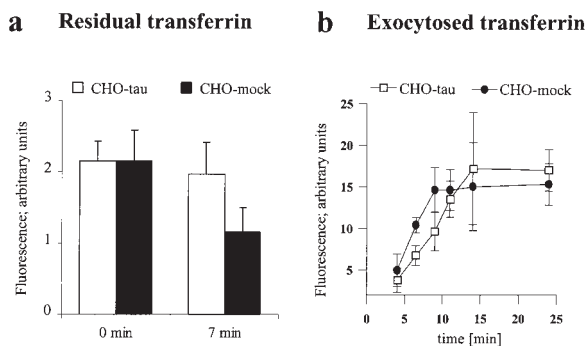 a Residual transferrin
CHO-tau CHO-mock
Fluorescence; arbitrary units
3
2
1
0
0 min 7 min
b Exocytosed transferrin
CHO-tau CHO-mock
Fluorescence; arbitrary units
25
20
15
10
5
0 5 10 15 20 25
time [min]